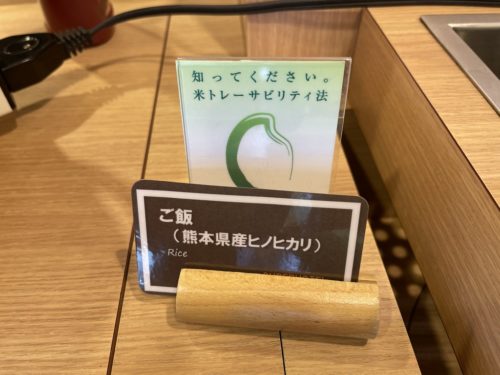 知ってください。
米トレーサビリティ法
ご飯
（熊本県産ヒノヒカリ）
Rice